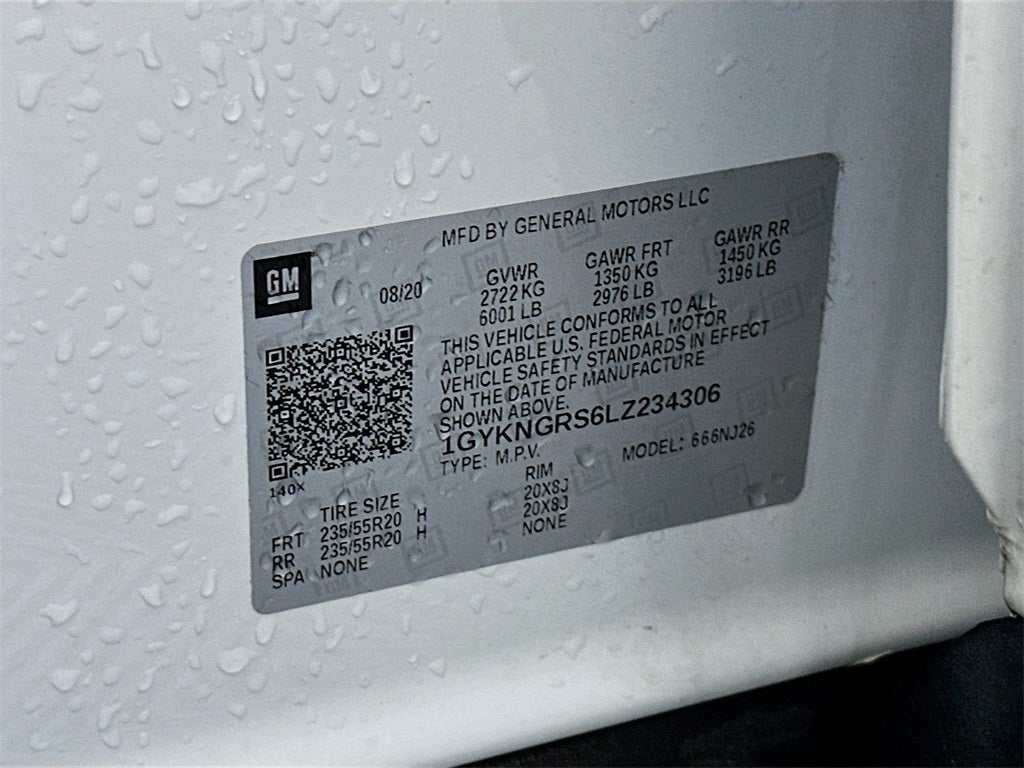 MFD BY GENERAL MOTORS LLC
GM
08/20
GVWR GAWR FRT GAWR RR
2722 KG 1350 KG 1450 KG
6001 LB 2976 LB 3196 LB
THIS VEHICLE CONFORMS TO ALL
APPLICABLE U.S. FEDERAL MOTOR
VEHICLE SAFETY STANDARDS IN EFFECT
ON THE DATE OF MANUFACTURE
SHOWN ABOVE.
1GYKNGRS6LZ234306
TYPE: M.P.V. MODEL: 666NJ26
140X
TIRE SIZE RIM
FRT 235/55R20 H 20X8J
RR 235/55R20 H 20X8J
SPA NONE NONE